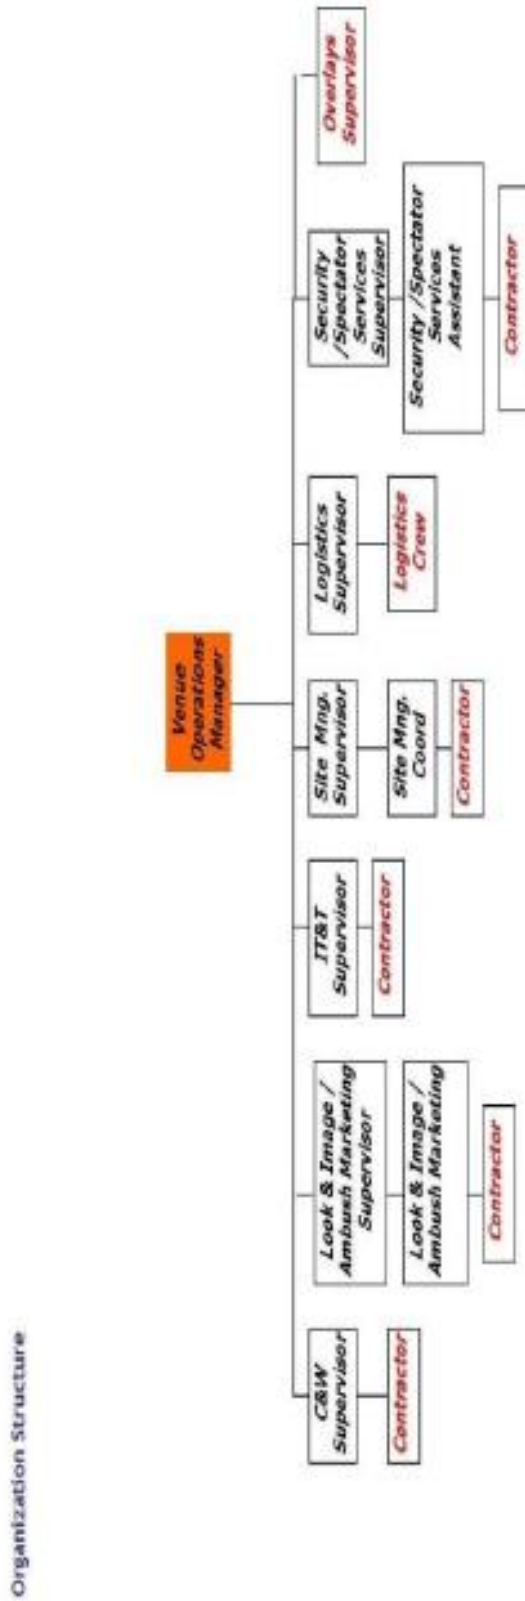 Organization Structure
Venue
Operations
Manager
C&W
Supervisor
Contractor
Look & Image /
Ambush Marketing
Supervisor
Look & Image /
Ambush Marketing
Contractor
IT&T
Supervisor
Contractor
Site Mng.
Supervisor
Site Mng.
Coord
Contractor
Logistics
Supervisor
Logistics
Crew
Security
/Spectator
Services
Supervisor
Security /Spectator
Services
Assistant
Contractor
Overlays
Supervisor